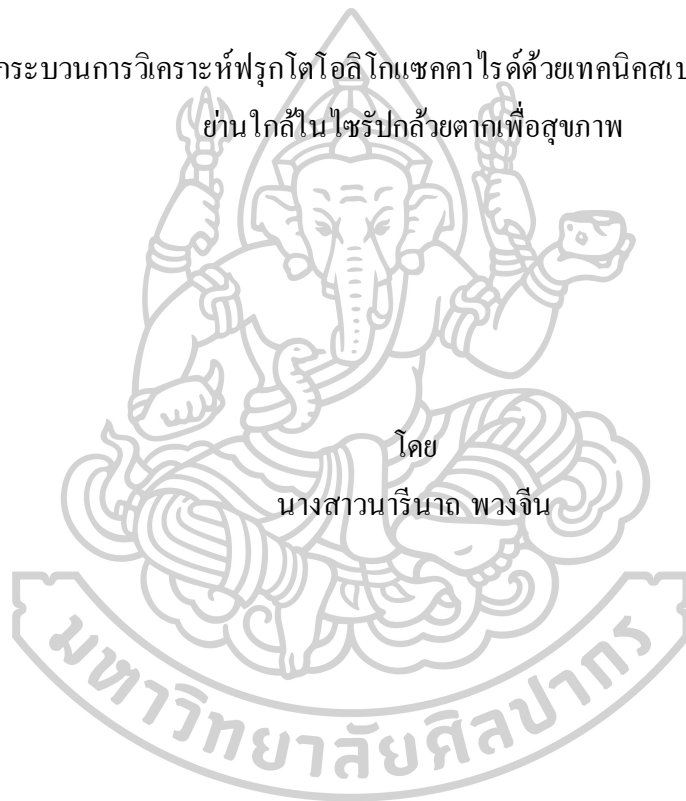 กระบวนการวิเคราะห์ฟรุกโตโอลิโกแซคคาไรด์ด้วยเทคนิคสเป
ย่านใกล้ในไซรัปกล้วยตากเพื่อสุขภาพ
โดย
นางสาวนารีนาถ พวงจีน
มหาวิทยาลัยศิลปากร